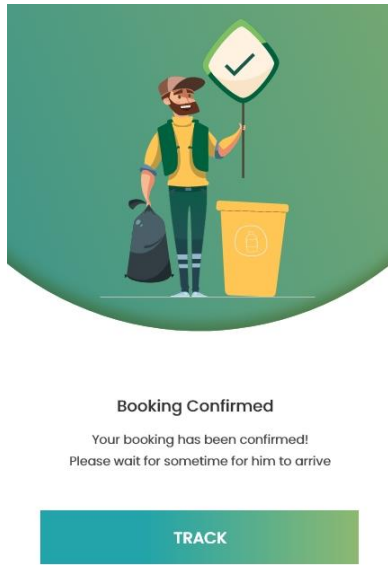 Booking Confirmed
Your booking has been confirmed!
Please wait for sometime for him to arrive
TRACK